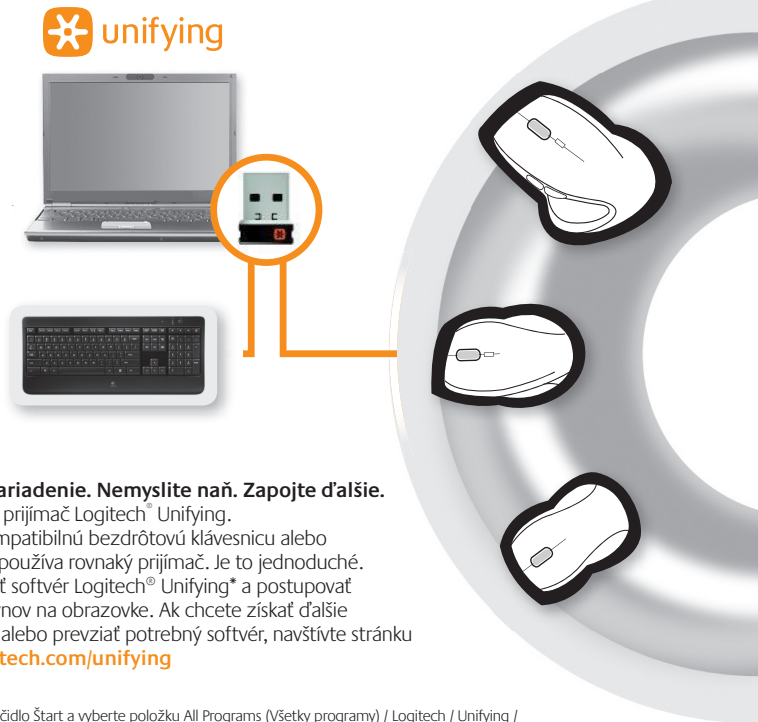 unifying
ariadenie. Nemyslite naň. Zapojte ďalšie.
prijímač Logitech® Unifying.
mpatibilnú bezdrôtovú klávesnicu alebo
používa rovnaký prijímač. Je to jednoduché.
ť softvér Logitech® Unifying* a postupovať
nov na obrazovke. Ak chcete získať ďalšie
alebo prevziať potrebný softvér, navštívte stránku
tech.com/unifying
čidlo Štart a vyberte položku All Programs (Všetky programy) / Logitech / Unifying /